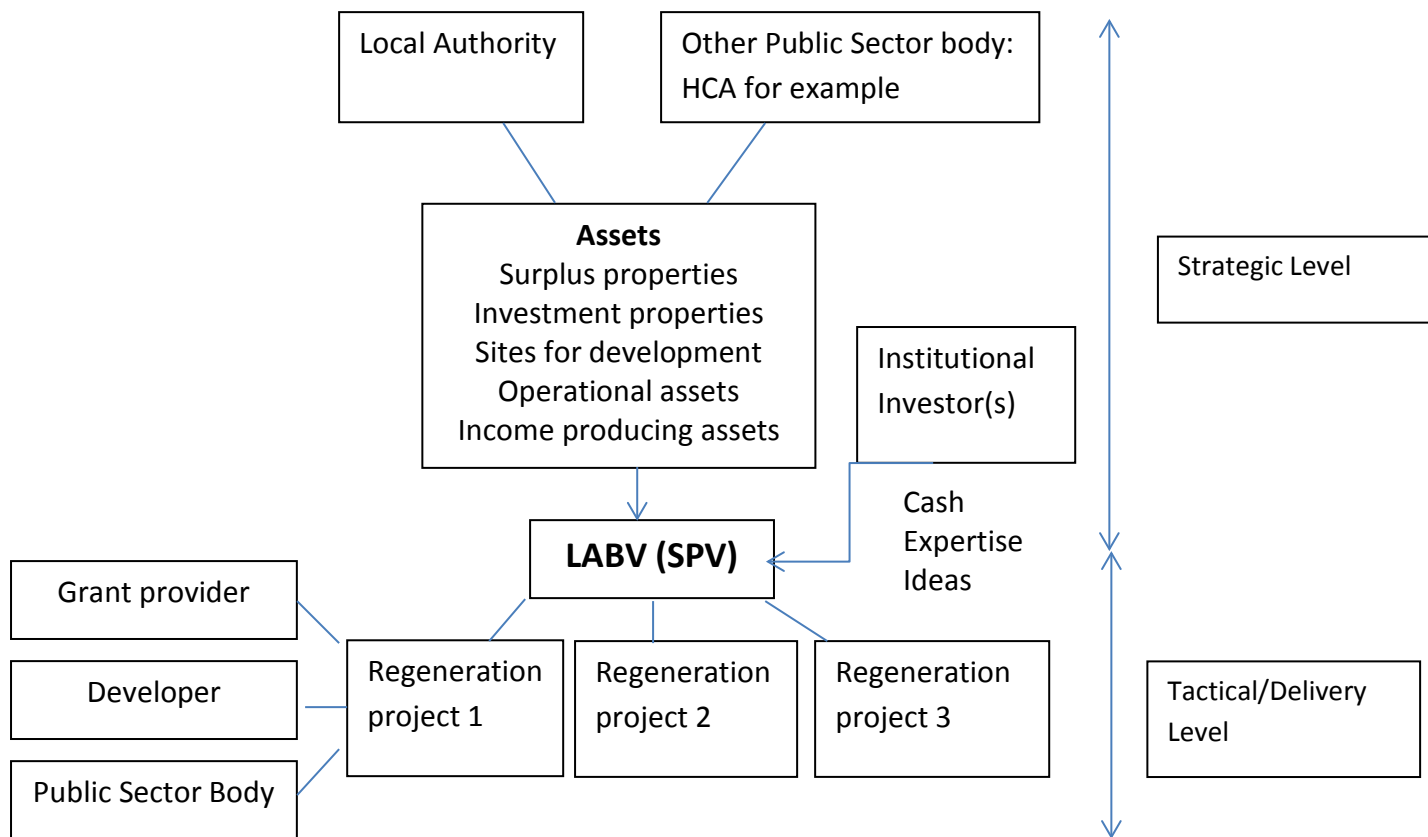 Local Authority
Other Public Sector body:
HCA for example
Assets
Surplus properties
Investment properties
Sites for development
Operational assets
Income producing assets
Strategic Level
Institutional
Investor(s)
Cash
Expertise
Ideas
LABV (SPV)
Grant provider
Developer
Public Sector Body
Regeneration
project 1
Regeneration
project 2
Regeneration
project 3
Tactical/Delivery
Level